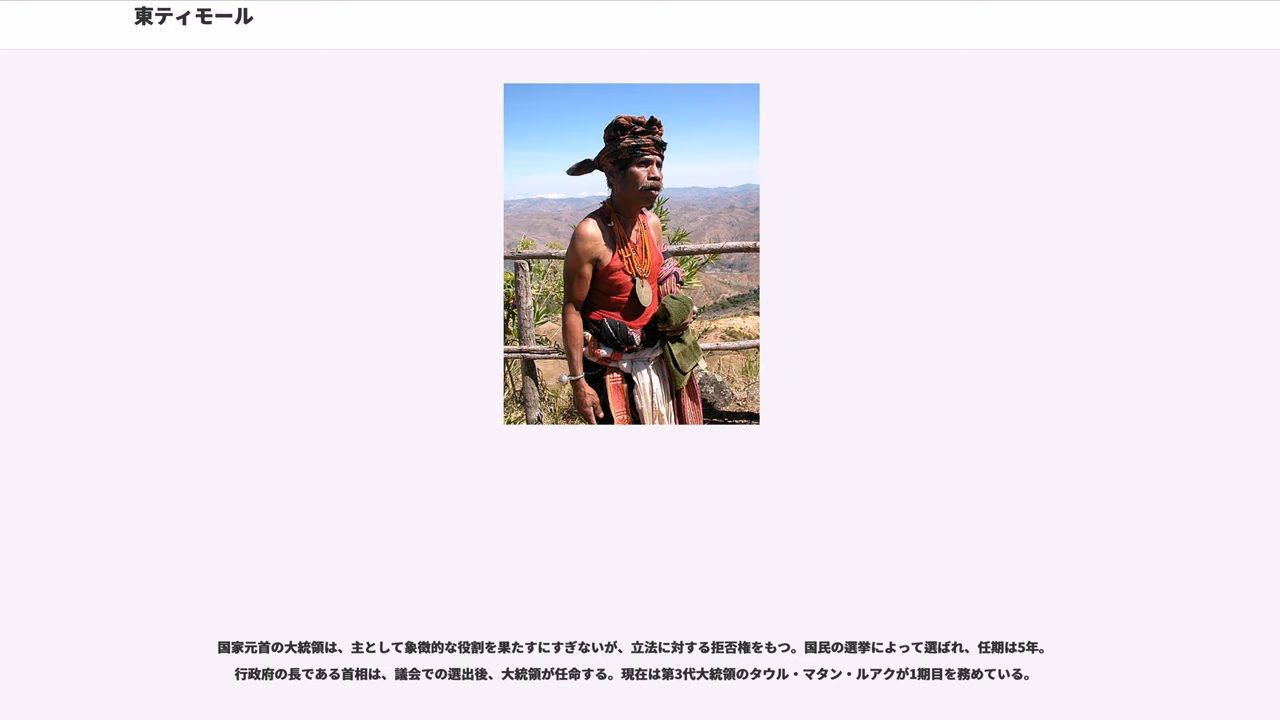 東ティモール
国家元首の大統領は、主として象徴的な役割を果たすにすぎないが、立法に対する拒否権をもつ。国民の選挙によって選ばれ、任期は5年。
行政府の長である首相は、議会での選出後、大統領が任命する。現在は第3代大統領のタウル・マタン・ルアクが1期目を務めている。